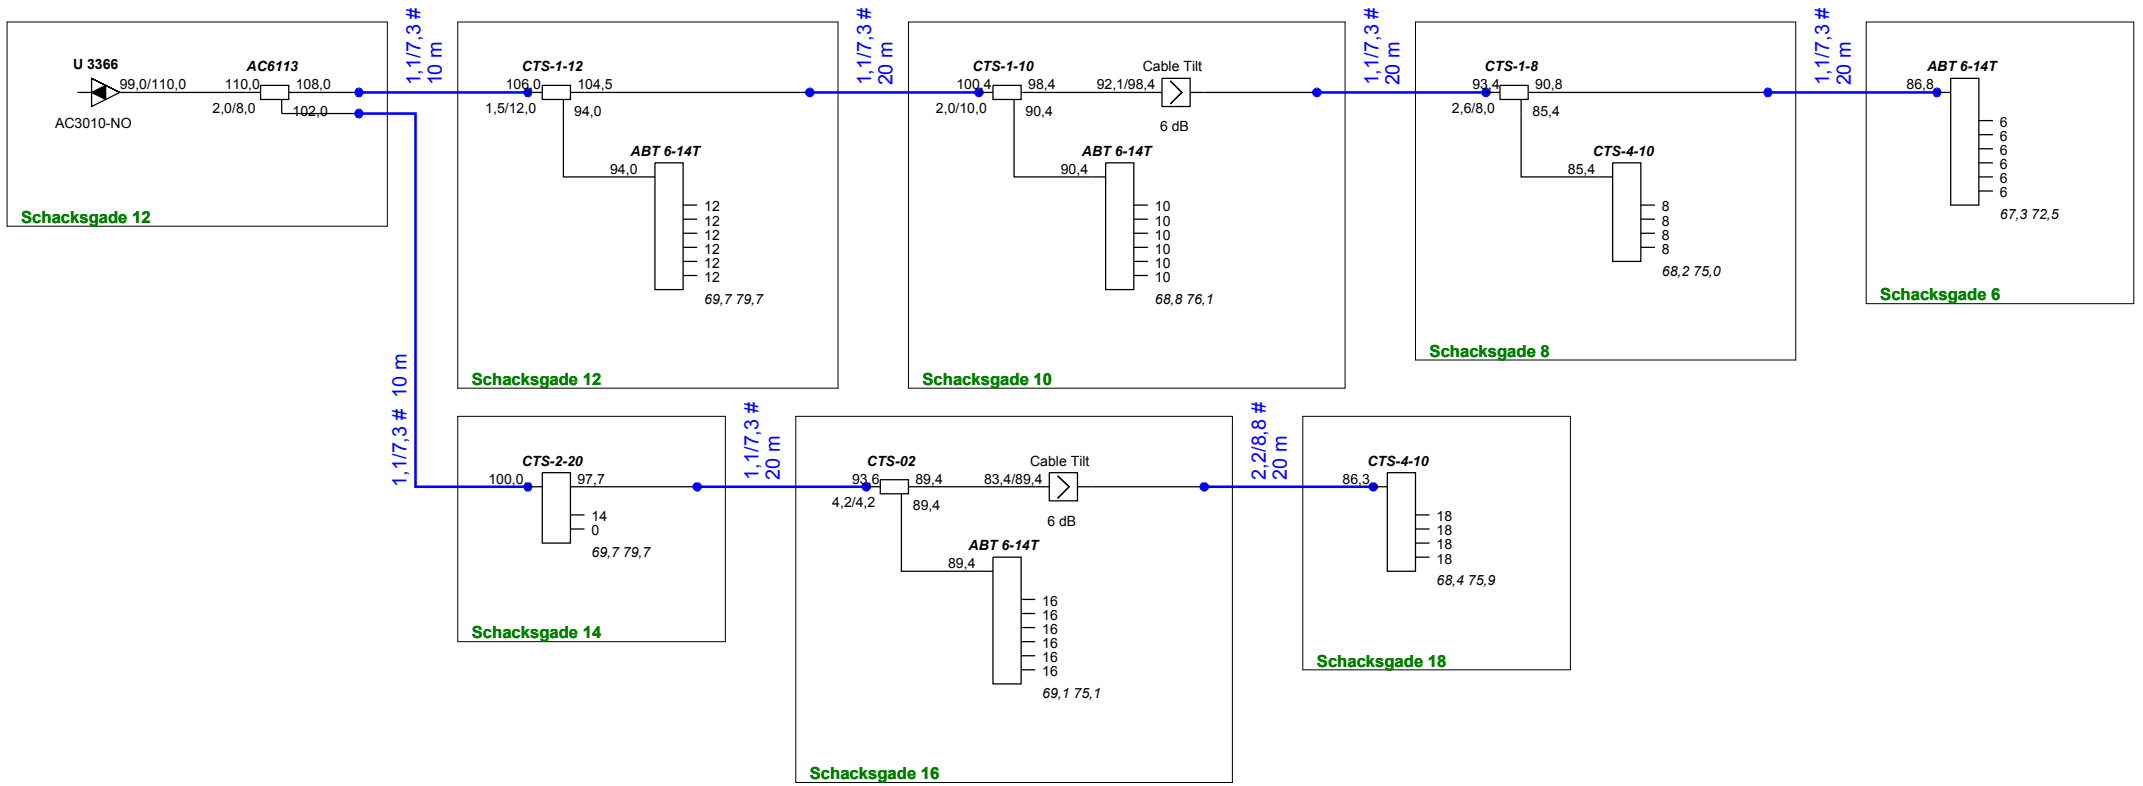 U 3366
99,0/110,0
AC3010-NO
AC6113
110,0
108,0
2,0/8,0
102,0
Schacksgade 12
1,1/7,3 #
10 m
CTS-1-12
106,0
104,5
1,5/12,0
94,0
ABT 6-14T
94,0
12
12
12
12
12
12
69,7 79,7
Schacksgade 12
1,1/7,3 #
20 m
CTS-1-10
100,4
98,4
2,0/10,0
90,4
92,1/98,4
Cable Tilt
6 dB
ABT 6-14T
90,4
10
10
10
10
10
10
68,8 76,1
Schacksgade 10
1,1/7,3 #
20 m
CTS-1-8
93,4
90,8
2,6/8,0
85,4
CTS-4-10
85,4
8
8
8
8
68,2 75,0
Schacksgade 8
1,1/7,3 #
20 m
ABT 6-14T
86,8
6
6
6
6
6
6
67,3 72,5
Schacksgade 6
1,1/7,3 # 10 m
CTS-2-20
100,0
97,7
14
0
69,7 79,7
Schacksgade 14
1,1/7,3 #
20 m
CTS-02
93,6
89,4
4,2/4,2
89,4
83,4/89,4
Cable Tilt
6 dB
ABT 6-14T
89,4
16
16
16
16
16
16
69,1 75,1
Schacksgade 16
2,2/8,8 #
20 m
CTS-4-10
86,3
18
18
18
18
68,4 75,9
Schacksgade 18